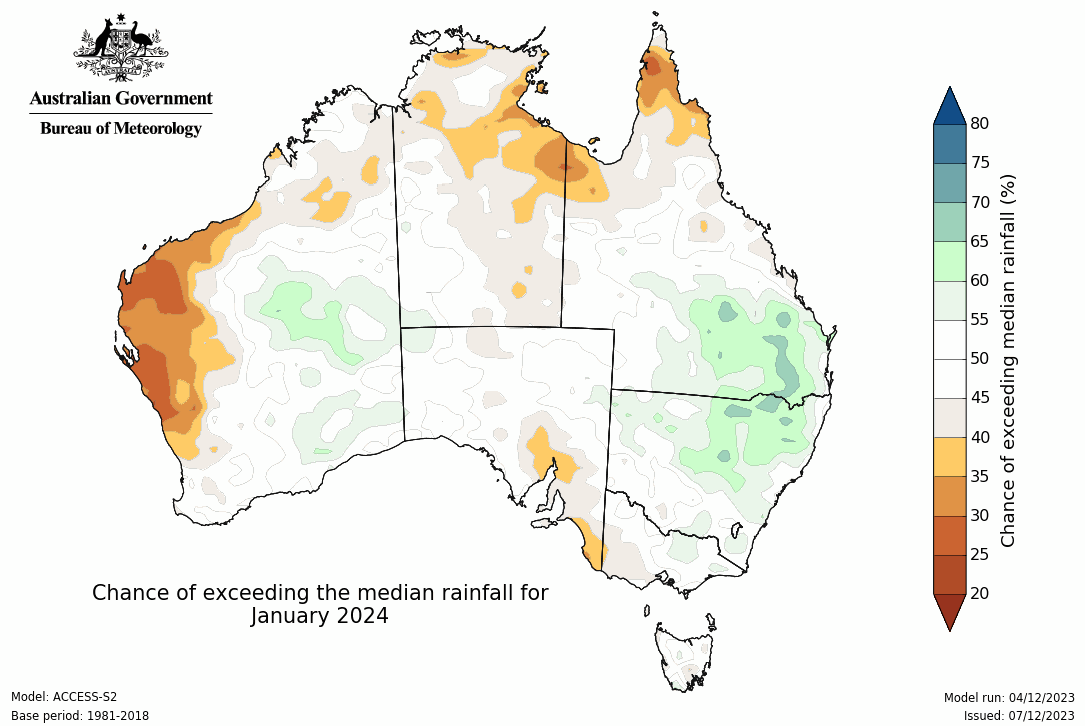 Australian Government
Bureau of Meteorology
80
75
70
65
60
55
50
45
40
35
30
25
20
Chance of exceeding median rainfall (%)
Chance of exceeding the median rainfall for
January 2024
Model: ACCESS-S2
Base period: 1981-2018
Model run: 04/12/2023
Issued: 07/12/2023